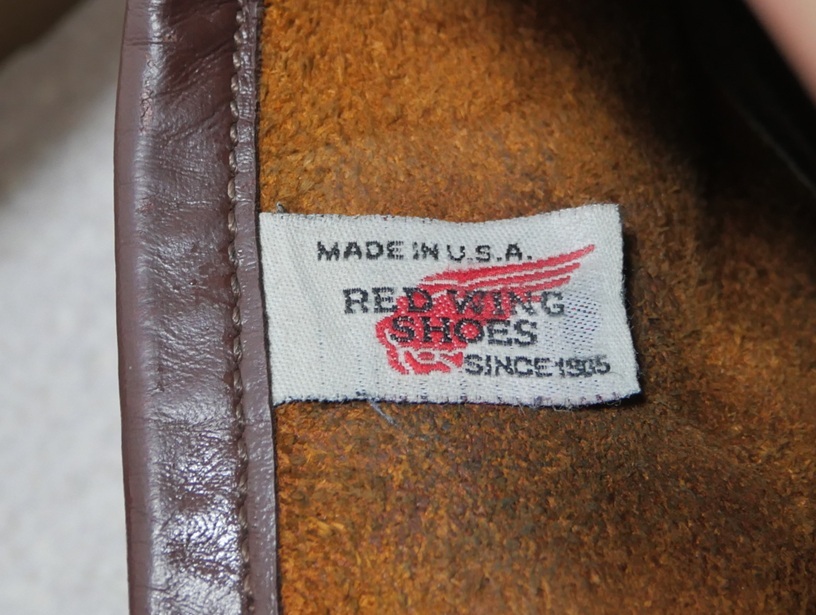 MADE IN U.S.A.
RED WING
SHOES
SINCE 1905